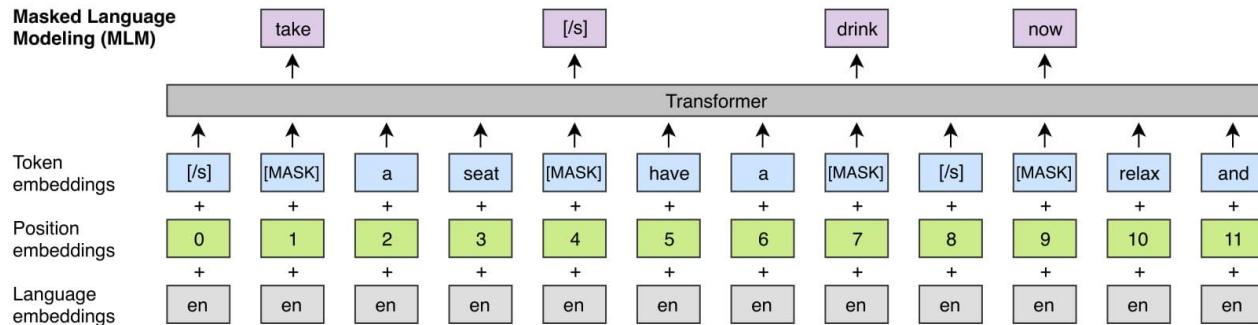 Masked Language
Modeling (MLM)
take [/s] drink now
Transformer
Token
embeddings
[/s] [MASK] a seat [MASK] have a [MASK] [/s] [MASK] relax and
+ + + + + + + + + + + +
Position
embeddings
0 1 2 3 4 5 6 7 8 9 10 11
+ + + + + + + + + + + +
Language
embeddings
en en en en en en en en en en en en